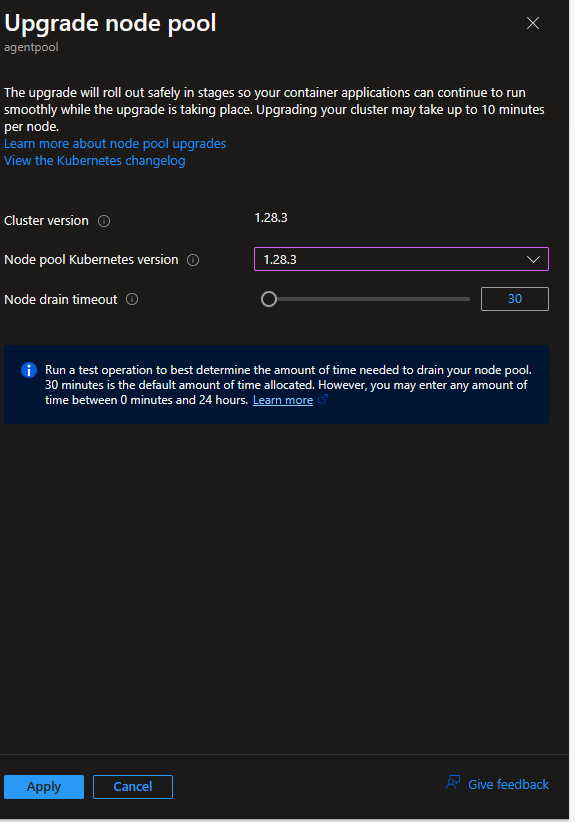 Upgrade node pool
agentpool
The upgrade will roll out safely in stages so your container applications can continue to run
smoothly while the upgrade is taking place. Upgrading your cluster may take up to 10 minutes
per node.
Learn more about node pool upgrades
View the Kubernetes changelog
Cluster version 1.28.3
Node pool Kubernetes version 1.28.3
Node drain timeout 30
Run a test operation to best determine the amount of time needed to drain your node pool.
30 minutes is the default amount of time allocated. However, you may enter any amount of
time between 0 minutes and 24 hours. Learn more
Apply Cancel Give feedback